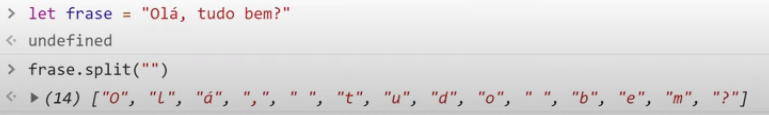 > let frase = "Olá, tudo bem?"
<· undefined
> frase.split("")
<· ▶ (14) ["O", "l", "á", ",", " ", "t", "u", "d", "o", " ", "b", "e", "m", "?"]